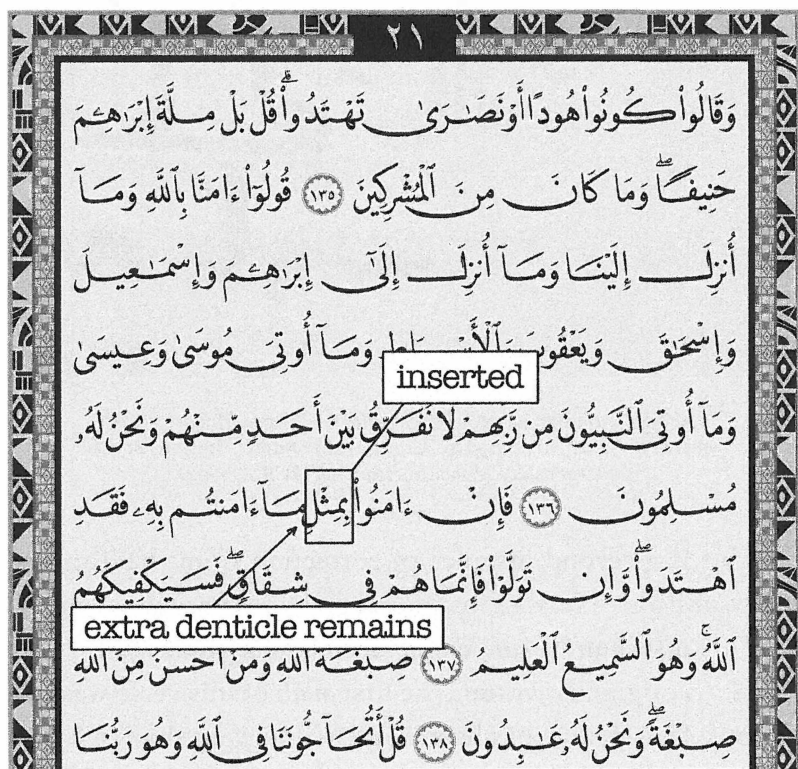 ٢١
وَقَالُوا۟ كُونُوا۟ هُودًا أَوْ نَصَـٰرَىٰ تَهْتَدُوا۟ ۗ قُلْ بَلْ مِلَّةَ إِبْرَٰهِـۧمَ
حَنِيفًا ۖ وَمَا كَانَ مِنَ ٱلْمُشْرِكِينَ ١٣٥ قُولُوٓا۟ ءَامَنَّا بِٱللَّهِ وَمَآ
أُنزِلَ إِلَيْنَا وَمَآ أُنزِلَ إِلَىٰٓ إِبْرَٰهِـۧمَ وَإِسْمَـٰعِيلَ
وَإِسْحَـٰقَ وَيَعْقُوبَ وَمَآ أُوتِىَ مُوسَىٰ وَعِيسَىٰ
inserted
وَمَآ أُوتِىَ ٱلنَّبِيُّونَ مِن رَّبِّهِمْ لَا نُفَرِّقُ بَيْنَ أَحَدٍ مِّنْهُمْ وَنَحْنُ لَهُۥ
مُسْلِمُونَ ١٣٦ فَإِنْ ءَامَنُوا۟ بِمِثْلِ مَآ ءَامَنتُم بِهِۦ فَقَدِ
ٱهْتَدَوا۟ ۖ وَّإِن تَوَلَّوْا۟ فَإِنَّمَا هُمْ فِى شِقَاقٍ ۖ فَسَيَكْفِيكَهُمُ
extra denticle remains
ٱللَّهُ ۚ وَهُوَ ٱلسَّمِيعُ ٱلْعَلِيمُ ١٣٧ صِبْغَةَ ٱللَّهِ وَمَنْ أَحْسَنُ مِنَ ٱللَّهِ
صِبْغَةً ۖ وَنَحْنُ لَهُۥ عَـٰبِدُونَ ١٣٨ قُلْ أَتُحَآجُّونَنَا فِى ٱللَّهِ وَهُوَ رَبُّنَا